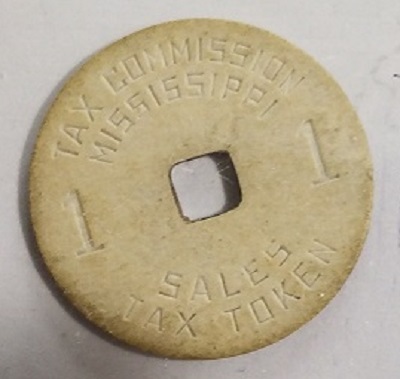 TAX COMMISSION
MISSISSIPPI
1 1
SALES
TAX TOKEN